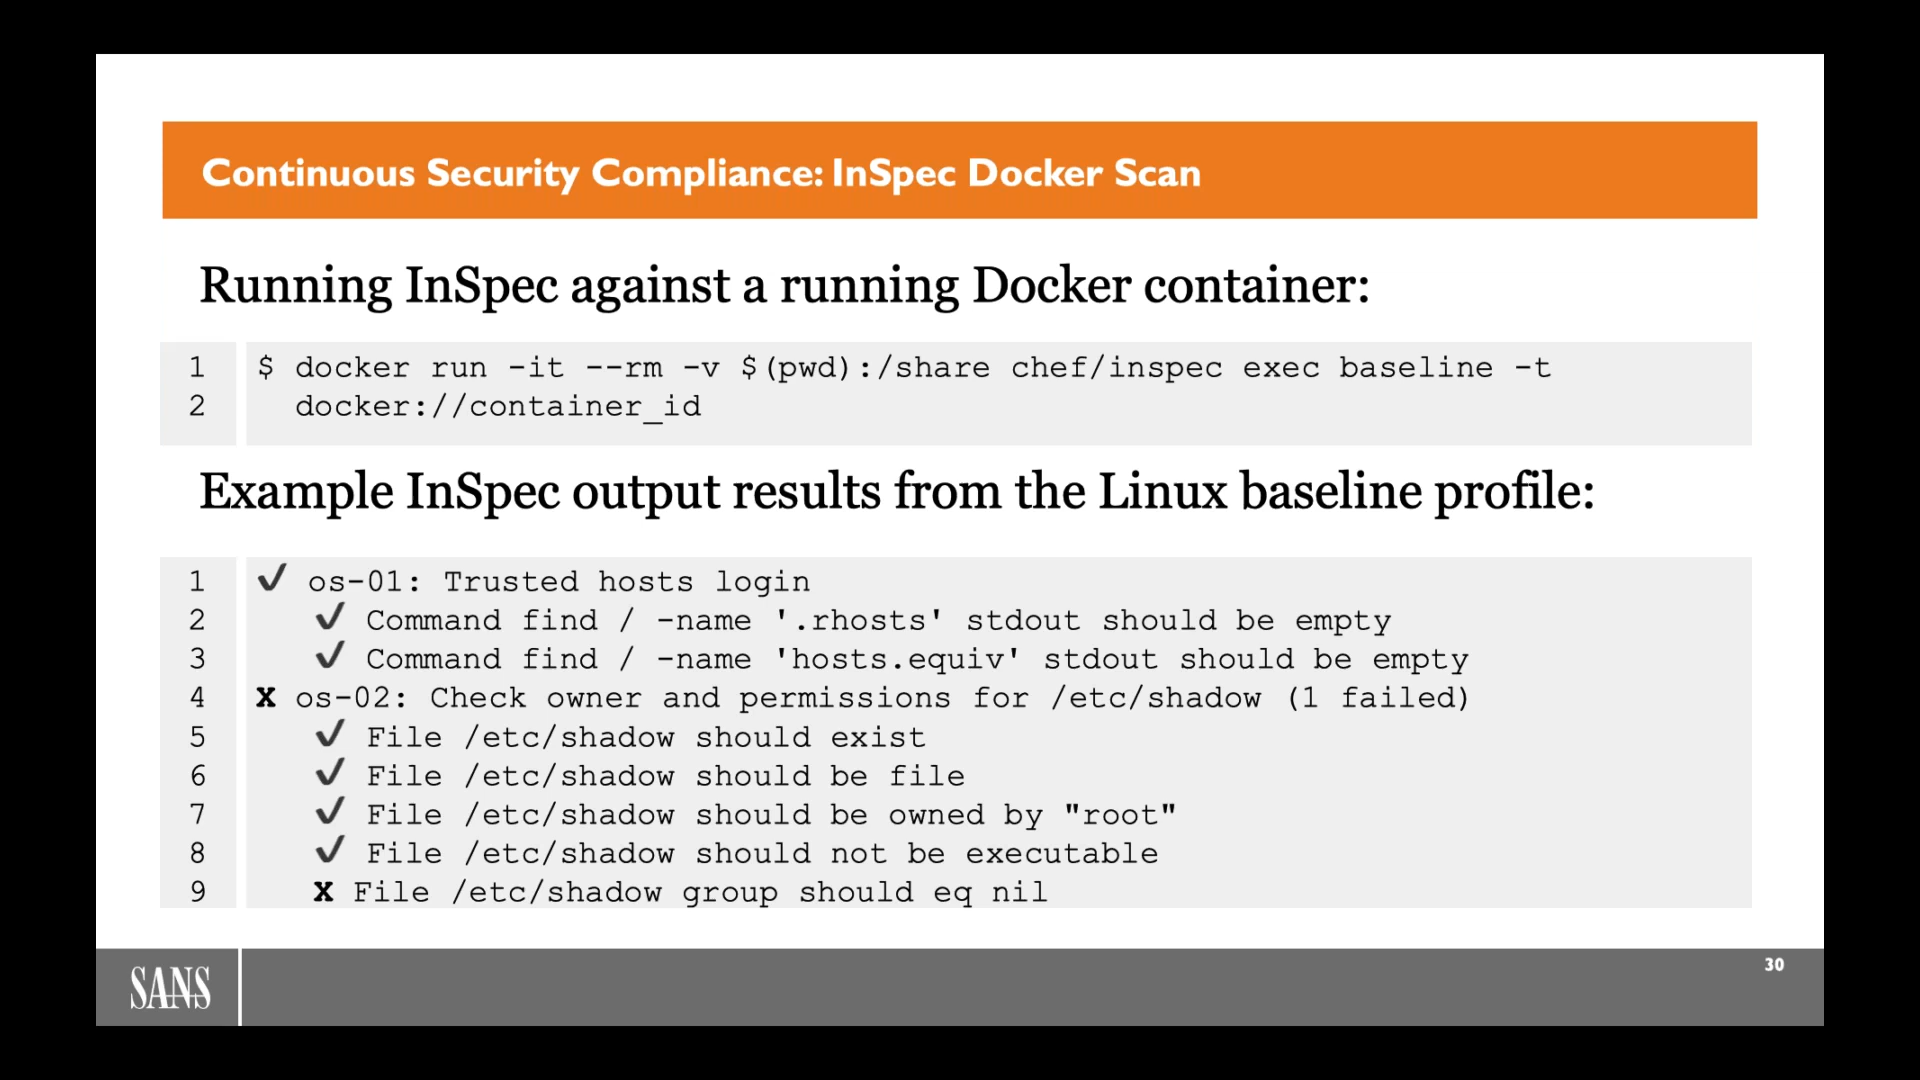 Continuous Security Compliance: InSpec Docker Scan
Running InSpec against a running Docker container:
1 $ docker run -it --rm -v $(pwd):/share chef/inspec exec baseline -t
2 docker://container_id
Example InSpec output results from the Linux baseline profile:
1 ✔ os-01: Trusted hosts login
2 ✔ Command find / -name '.rhosts' stdout should be empty
3 ✔ Command find / -name 'hosts.equiv' stdout should be empty
4 X os-02: Check owner and permissions for /etc/shadow (1 failed)
5 ✔ File /etc/shadow should exist
6 ✔ File /etc/shadow should be file
7 ✔ File /etc/shadow should be owned by "root"
8 ✔ File /etc/shadow should not be executable
9 X File /etc/shadow group should eq nil
SANS
30